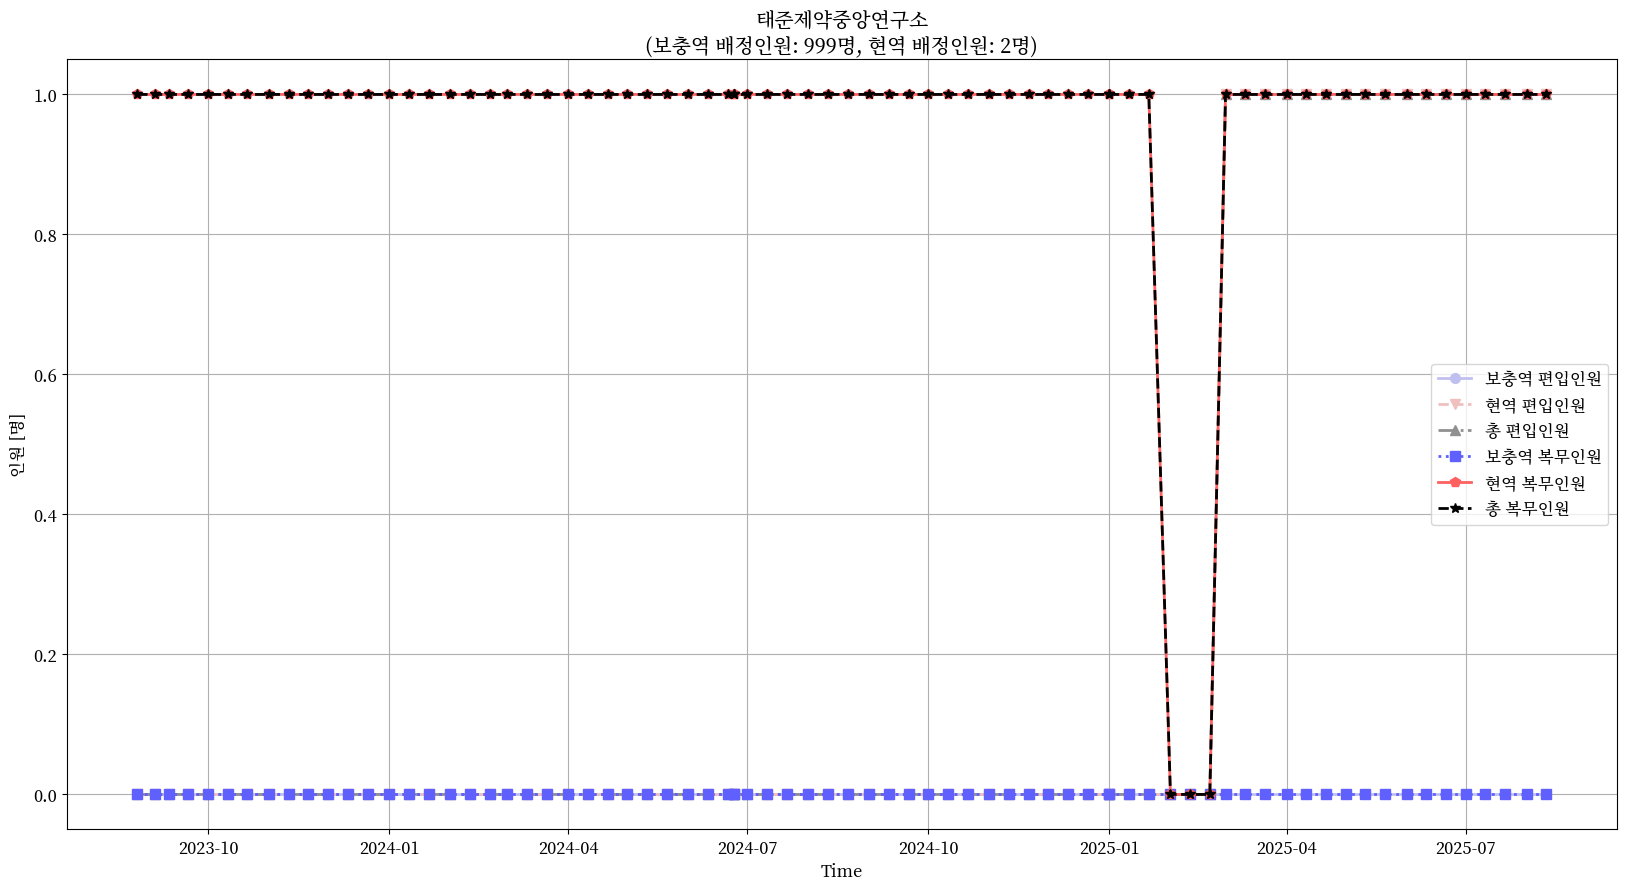 태준제약중앙연구소
(보충역 배정인원: 999명, 현역 배정인원: 2명)
1.0
0.8
0.6
0.4
0.2
0.0
인원 [명]
보충역 편입인원
현역 편입인원
총 편입인원
보충역 복무인원
현역 복무인원
총 복무인원
2023-10
2024-01
2024-04
2024-07
2024-10
2025-01
2025-04
2025-07
Time